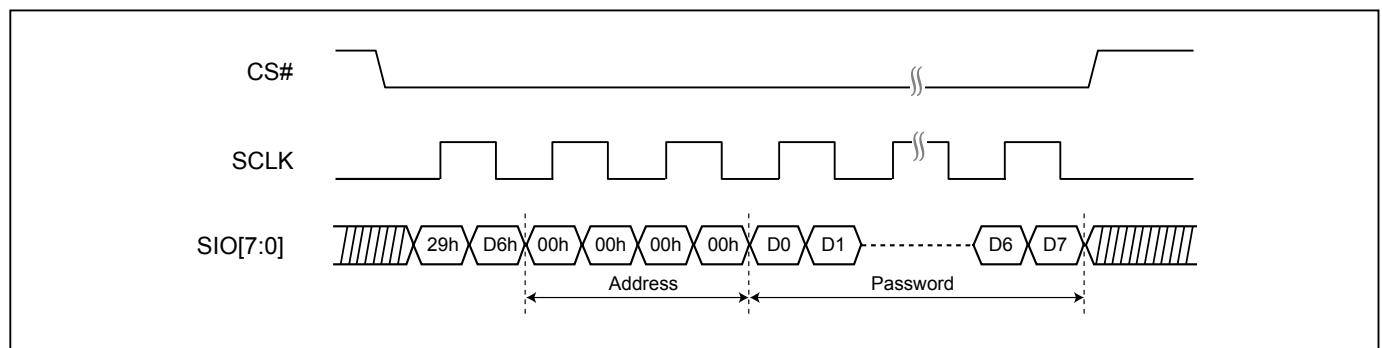 CS#
SCLK
SIO[7:0] 29h D6h 00h 00h 00h 00h D0 D1 D6 D7
Address Password